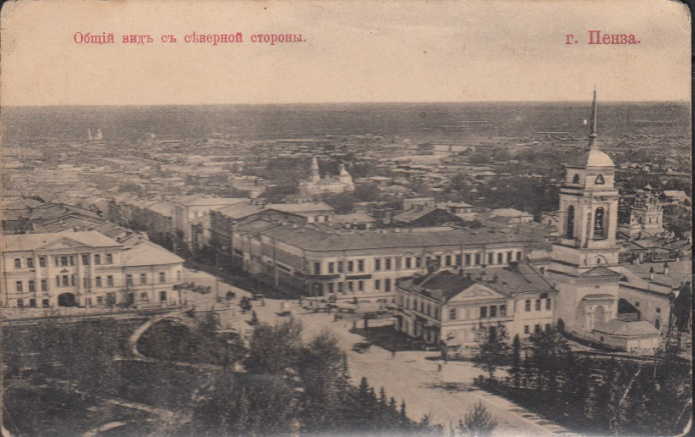 Общій видъ съ сѣверной стороны.
г. Пенза.